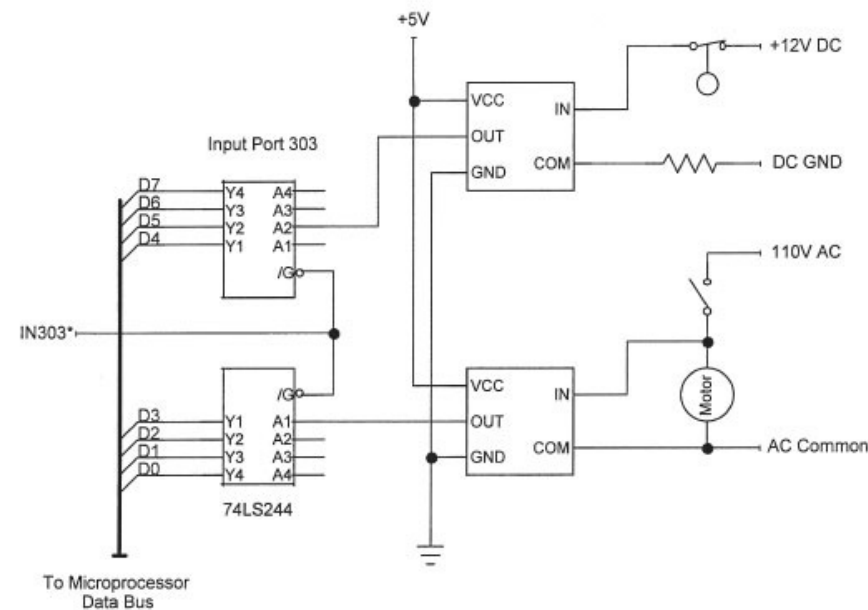 +5V
+12V DC
VCC
IN
OUT
Input Port 303
COM
DC GND
GND
D7
Y4
A4
D6
Y3
A3
D5
Y2
A2
D4
Y1
A1
/G
110V AC
IN303*
/G
VCC
IN
Motor
D3
Y1
A1
OUT
D2
Y2
A2
D1
Y3
A3
GND
COM
AC Common
D0
Y4
A4
74LS244
To Microprocessor
Data Bus